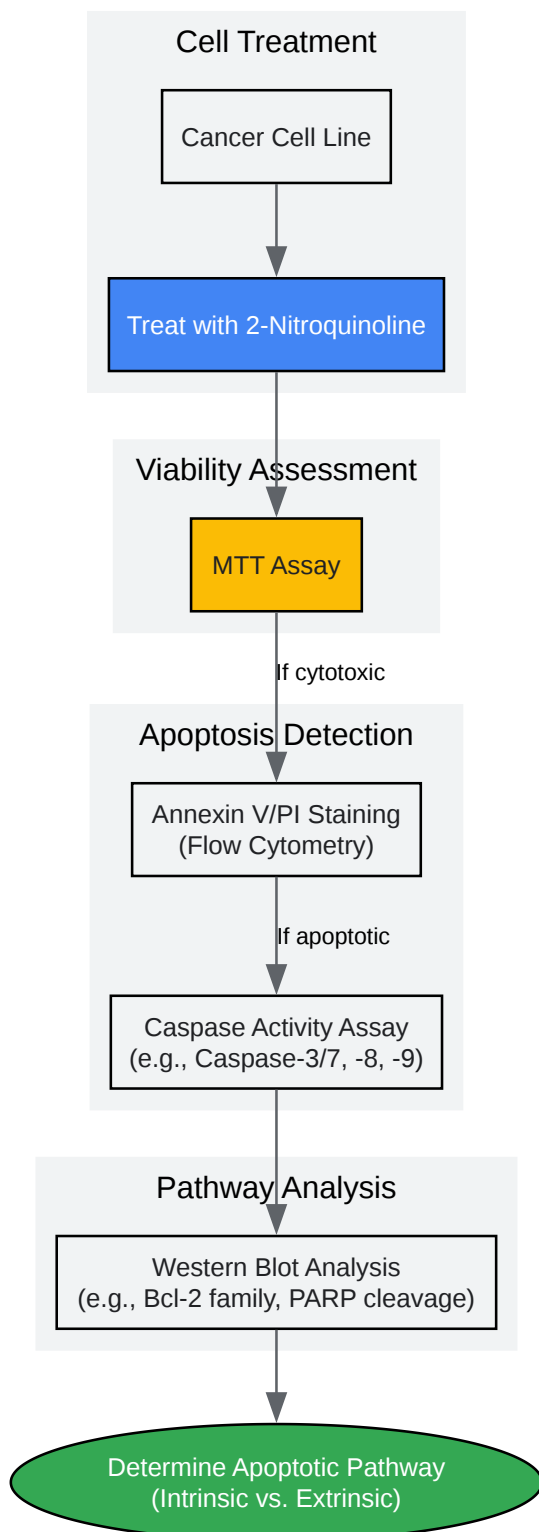 Cell Treatment
Cancer Cell Line
Treat with 2-Nitroquinoline
Viability Assessment
MTT Assay
If cytotoxic
Apoptosis Detection
Annexin V/PI Staining
(Flow Cytometry)
If apoptotic
Caspase Activity Assay
(e.g., Caspase-3/7, -8, -9)
Pathway Analysis
Western Blot Analysis
(e.g., Bcl-2 family, PARP cleavage)
Determine Apoptotic Pathway
(Intrinsic vs. Extrinsic)